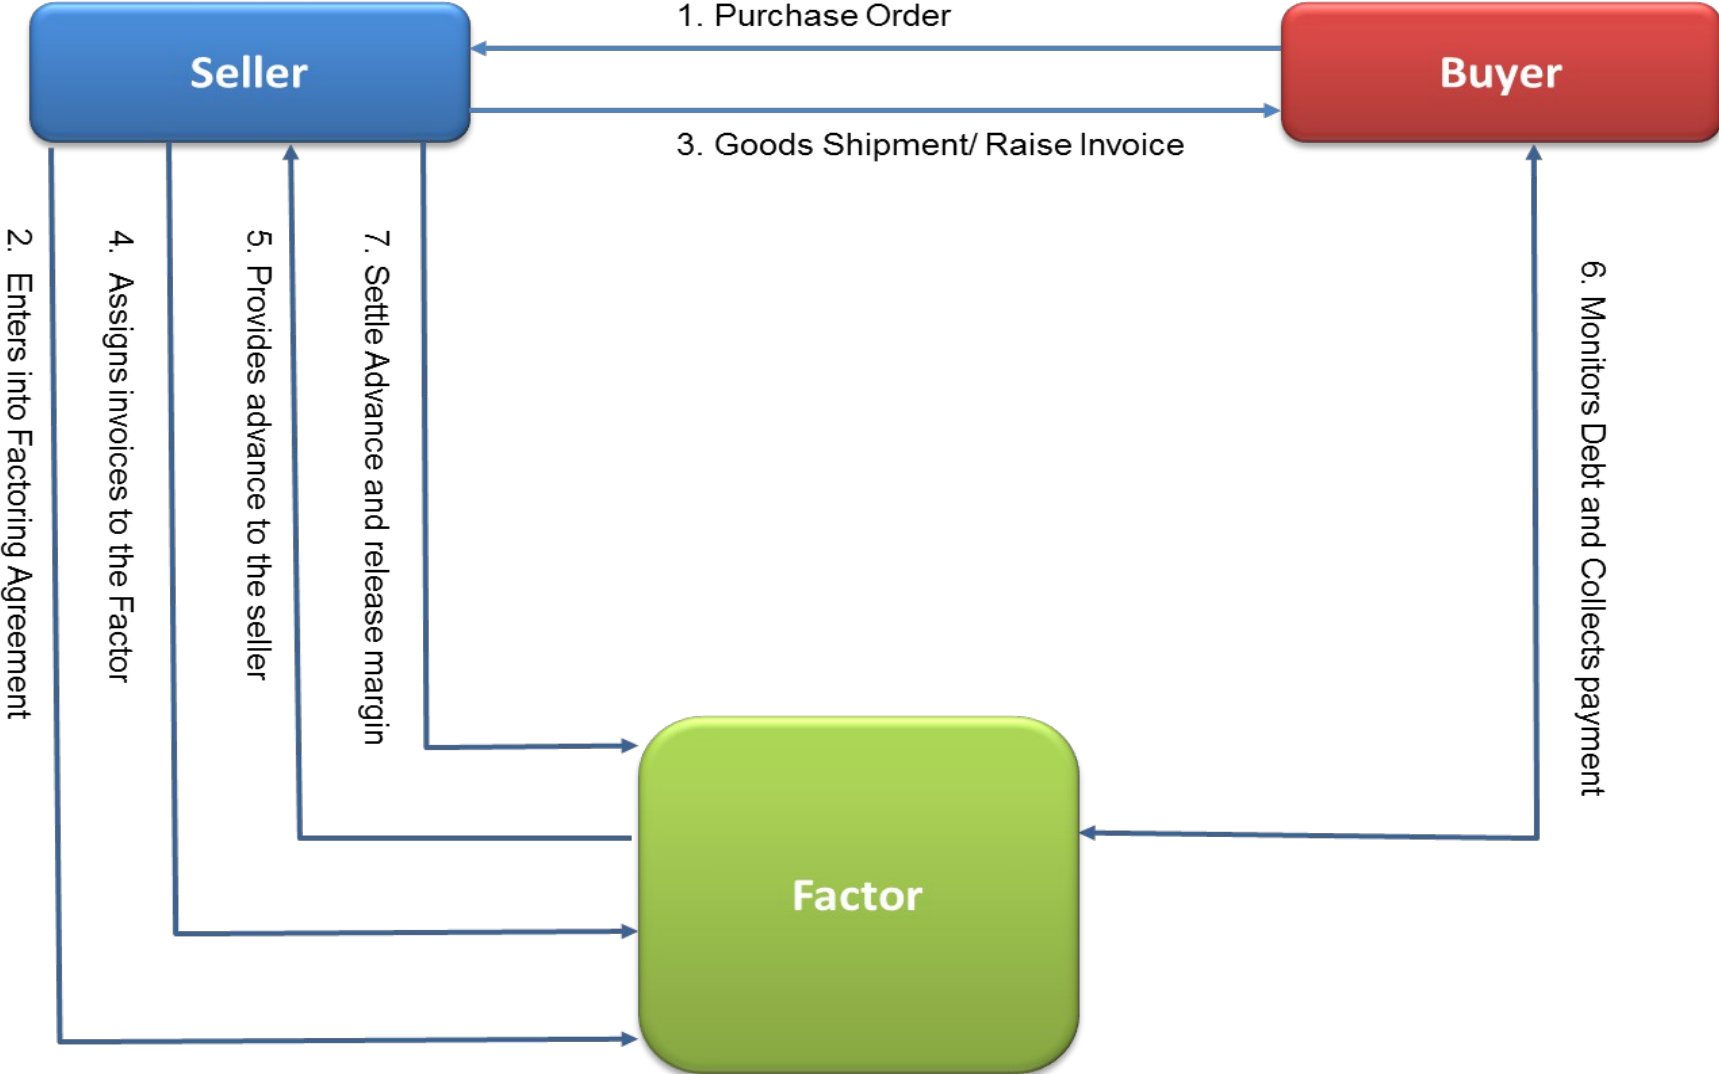 1. Purchase Order
Seller
Buyer
3. Goods Shipment/ Raise Invoice
2. Enters into Factoring Agreement
4. Assigns invoices to the Factor
5. Provides advance to the seller
7. Settle Advance and release margin
6. Monitors Debt and Collects payment
Factor